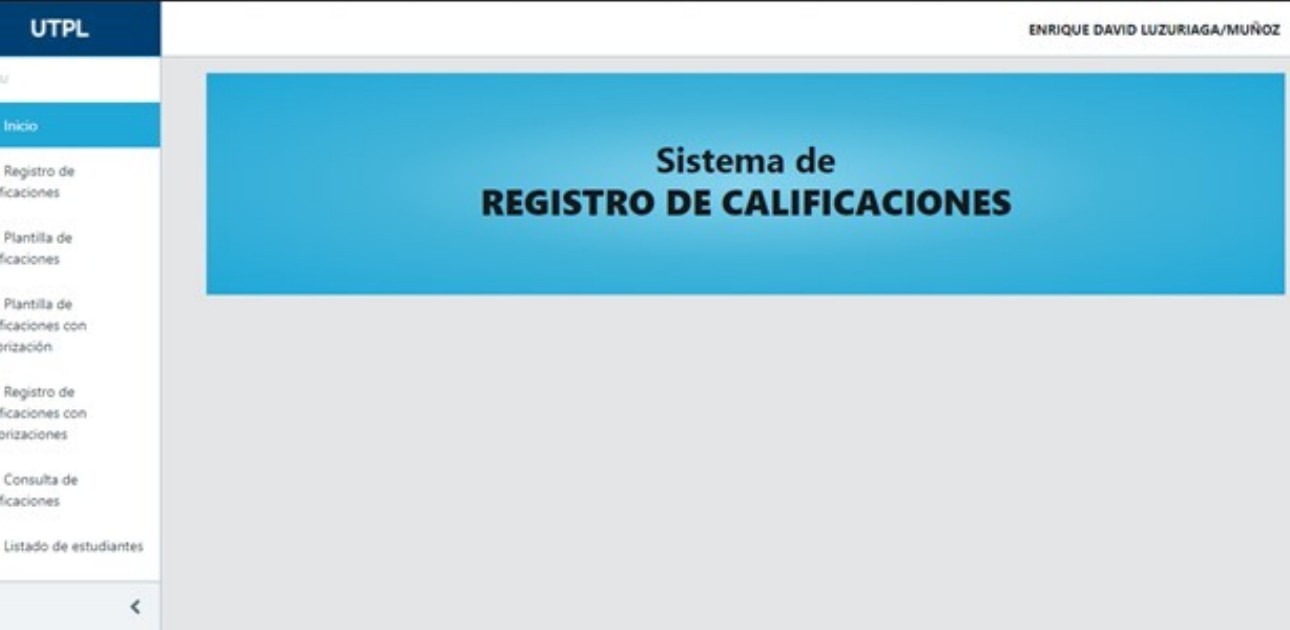 UTPL
ENRIQUE DAVID LUZURIAGA/MUÑOZ
U
Inicio
Registro de
ficaciones
Plantilla de
ficaciones
Plantilla de
ficaciones con
orización
Registro de
ficaciones con
orizaciones
Consulta de
ficaciones
Listado de estudiantes
Sistema de
REGISTRO DE CALIFICACIONES